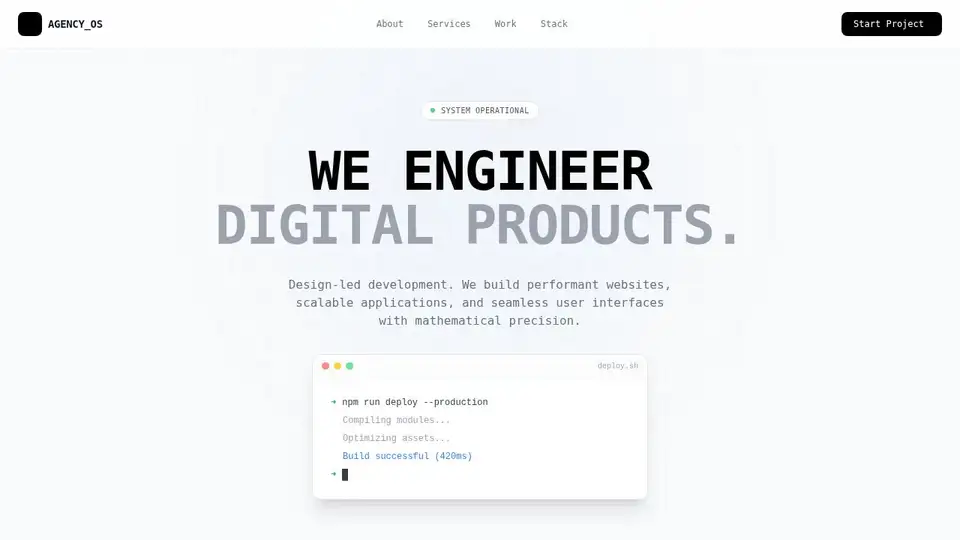 AGENCY_OS
About
Services
Work
Stack
Start Project
SYSTEM OPERATIONAL
WE ENGINEER
DIGITAL PRODUCTS.
Design-led development. We build performant websites,
scalable applications, and seamless user interfaces
with mathematical precision.
deploy.sh
➜ npm run deploy --production
Compiling modules...
Optimizing assets...
Build successful (420ms)
➜